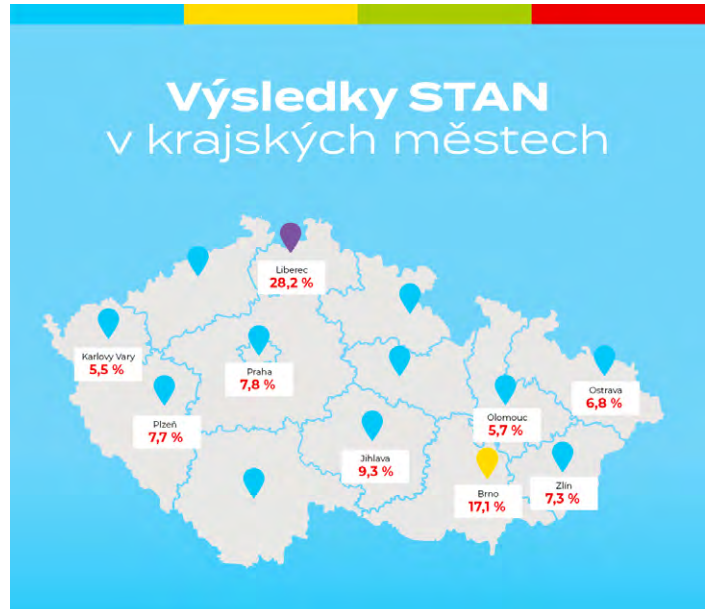 Výsledky STAN
v krajských městech
Liberec
28,2 %
Karlovy Vary
5,5 %
Praha
7,8 %
Plzeň
7,7 %
Jihlava
9,3 %
Olomouc
5,7 %
Ostrava
6,8 %
Brno
17,1 %
Zlín
7,3 %